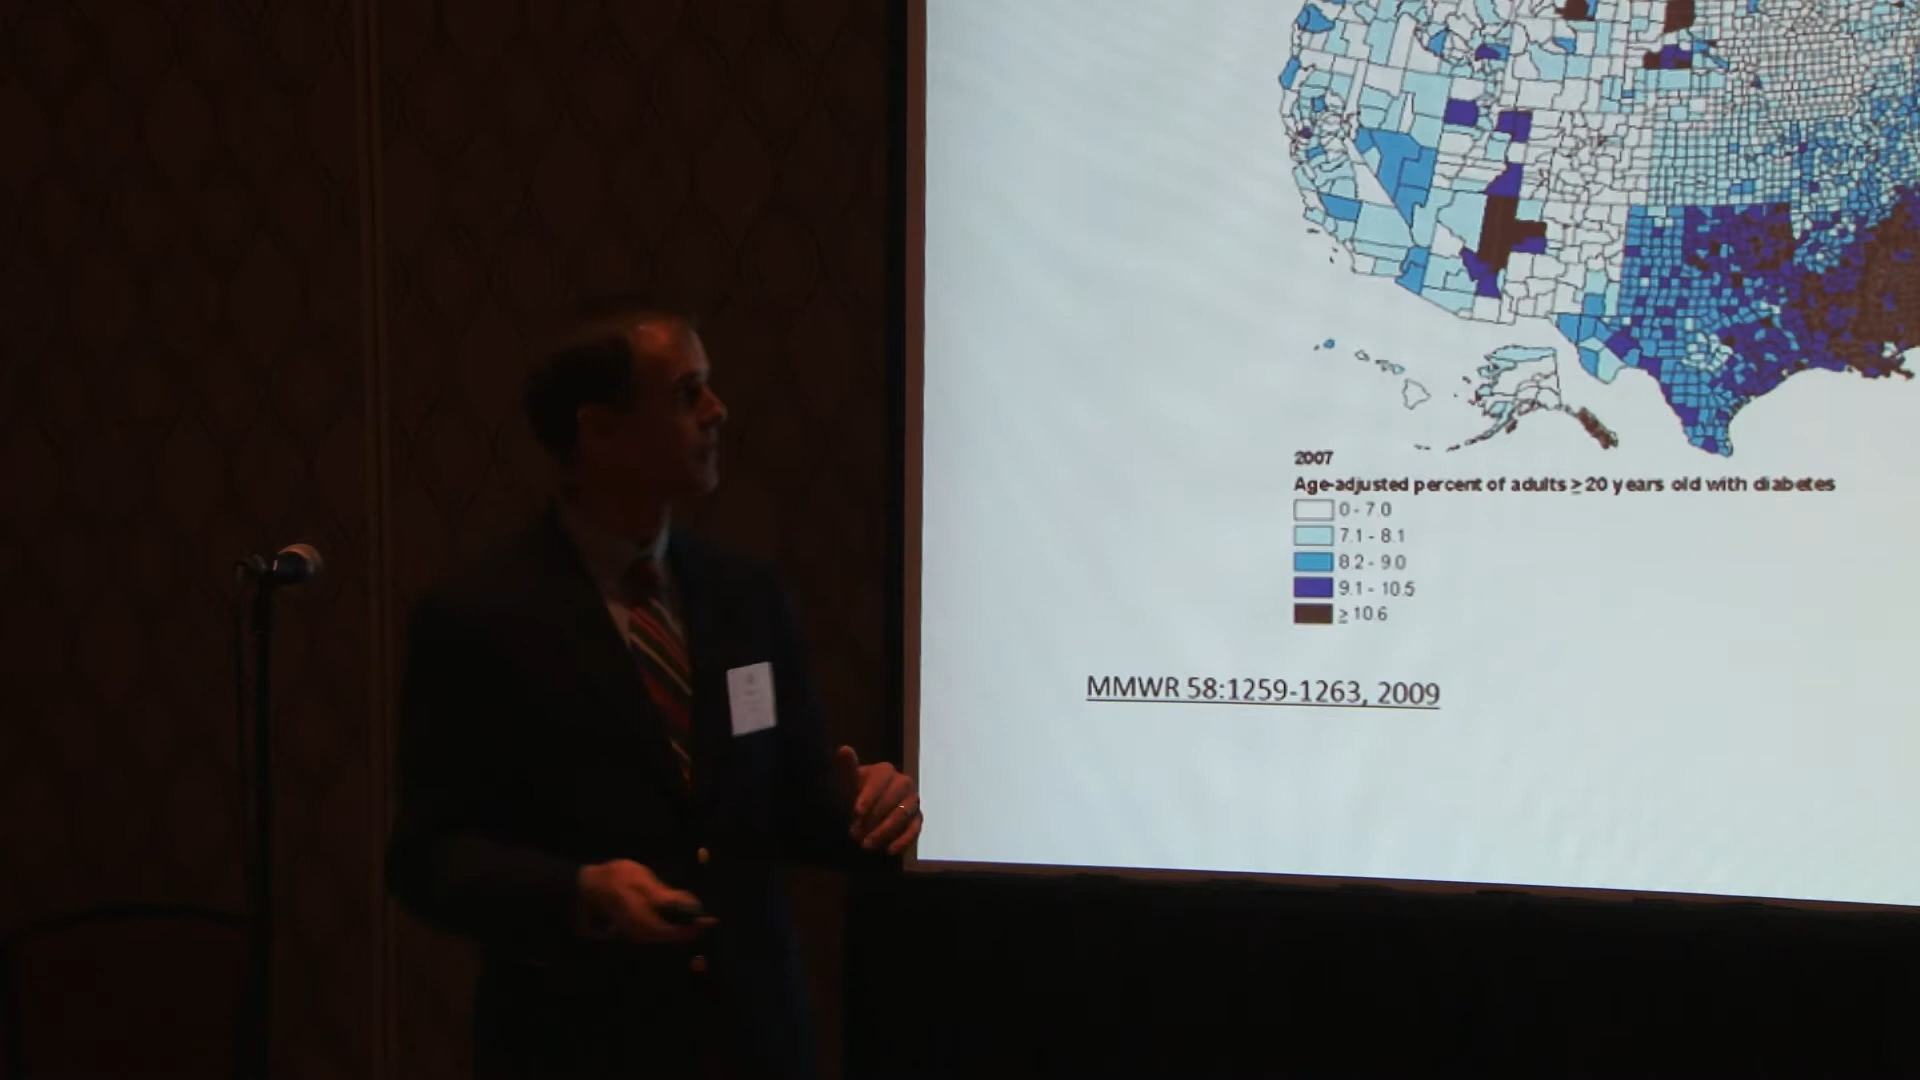 2007
Age-adjusted percent of adults ≥ 20 years old with diabetes
0 - 7.0
7.1 - 8.1
8.2 - 9.0
9.1 - 10.5
≥ 10.6
MMWR 58:1259-1263, 2009